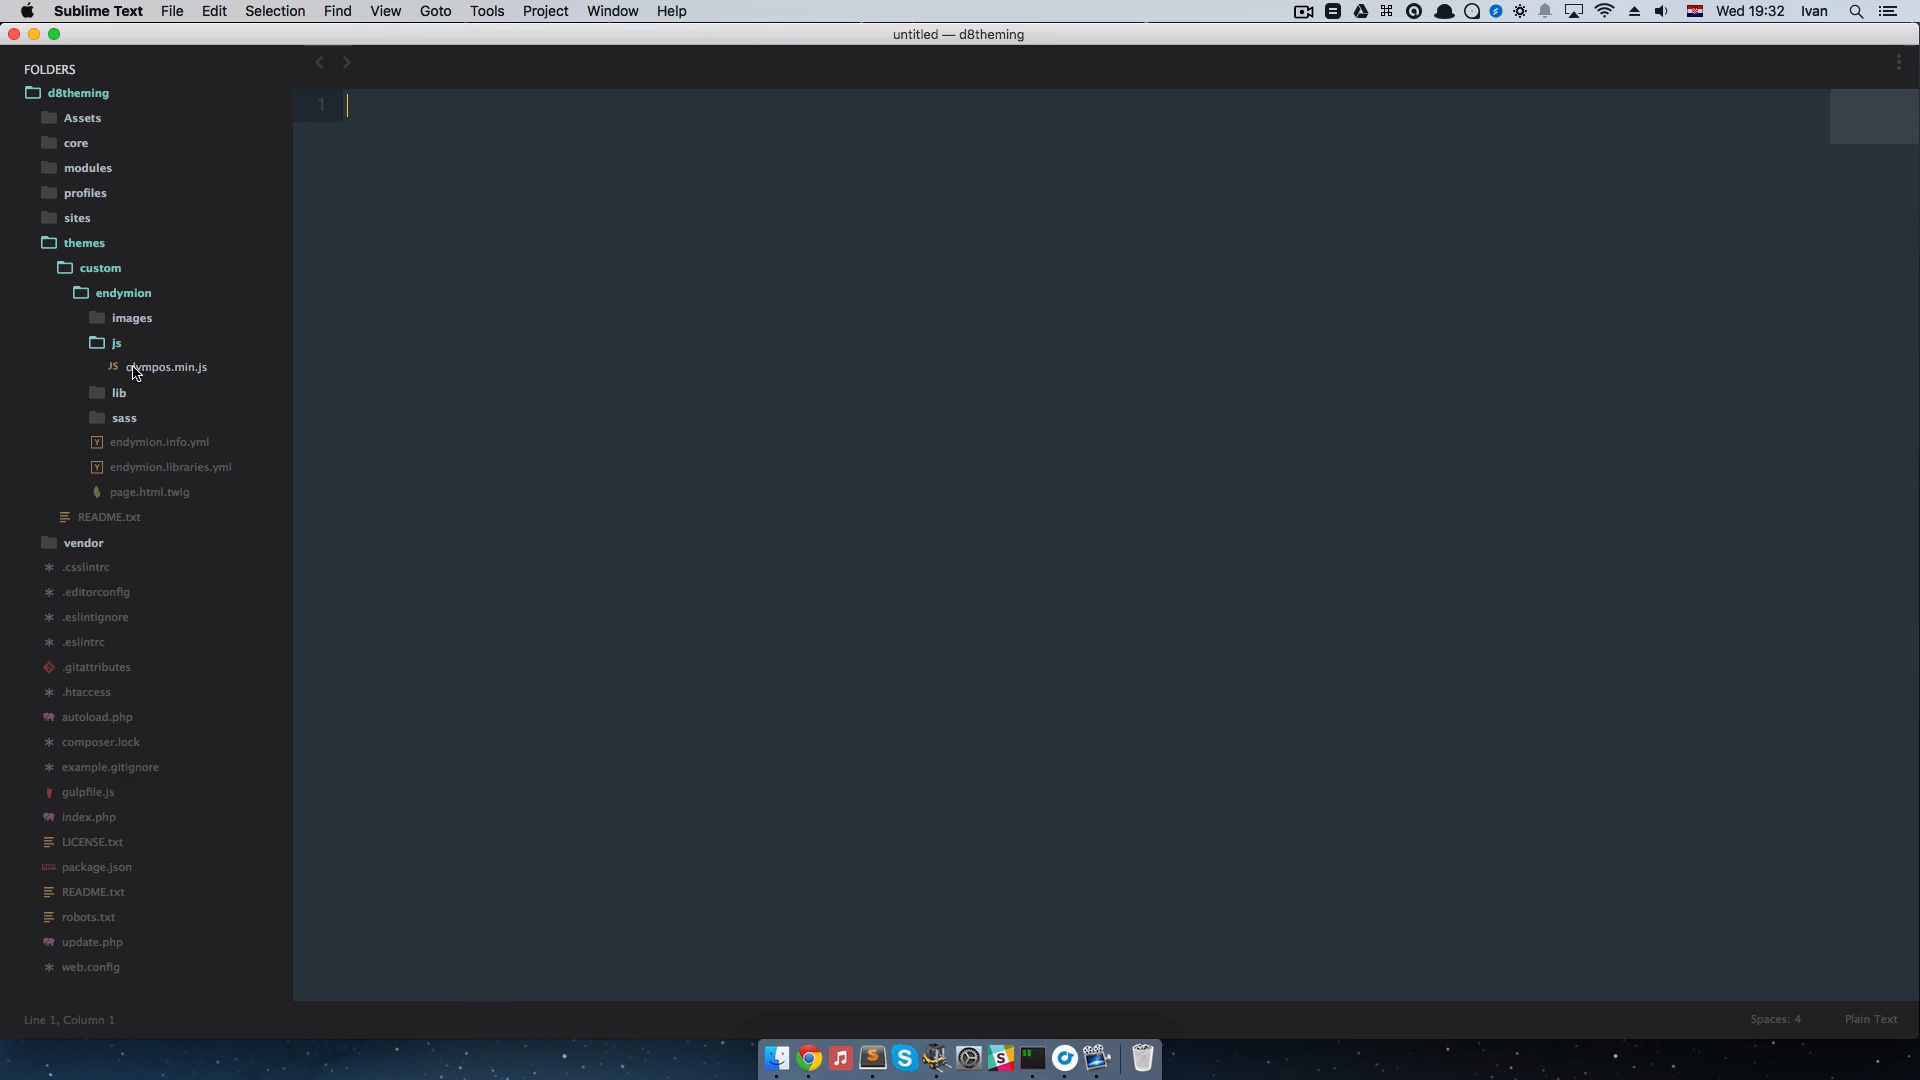 Sublime Text File Edit Selection Find View Goto Tools Project Window Help Wed 19:32 Ivan
untitled — d8theming
FOLDERS
d8theming
Assets
core
modules
profiles
sites
themes
custom
endymion
images
js
JS olympos.min.js
lib
sass
Y endymion.info.yml
Y endymion.libraries.yml
page.html.twig
README.txt
vendor
.csslintrc
.editorconfig
.eslintignore
.eslintrc
.gitattributes
.htaccess
autoload.php
composer.lock
example.gitignore
gulpfile.js
index.php
LICENSE.txt
package.json
README.txt
robots.txt
update.php
web.config
1
Line 1, Column 1
Spaces: 4 Plain Text